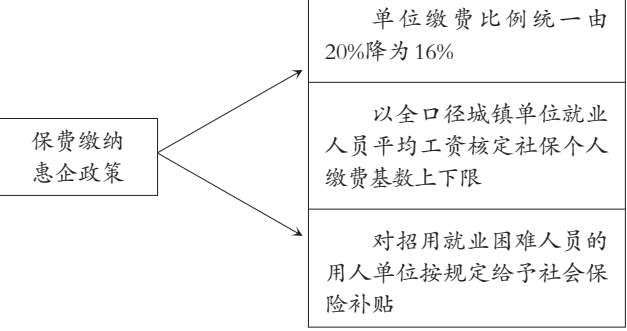 保费缴纳
惠企政策
单位缴费比例统一由
20%降为16%
以全口径城镇单位就业
人员平均工资核定社保个人
缴费基数上下限
对招用就业困难人员的
用人单位按规定给予社会保
险补贴